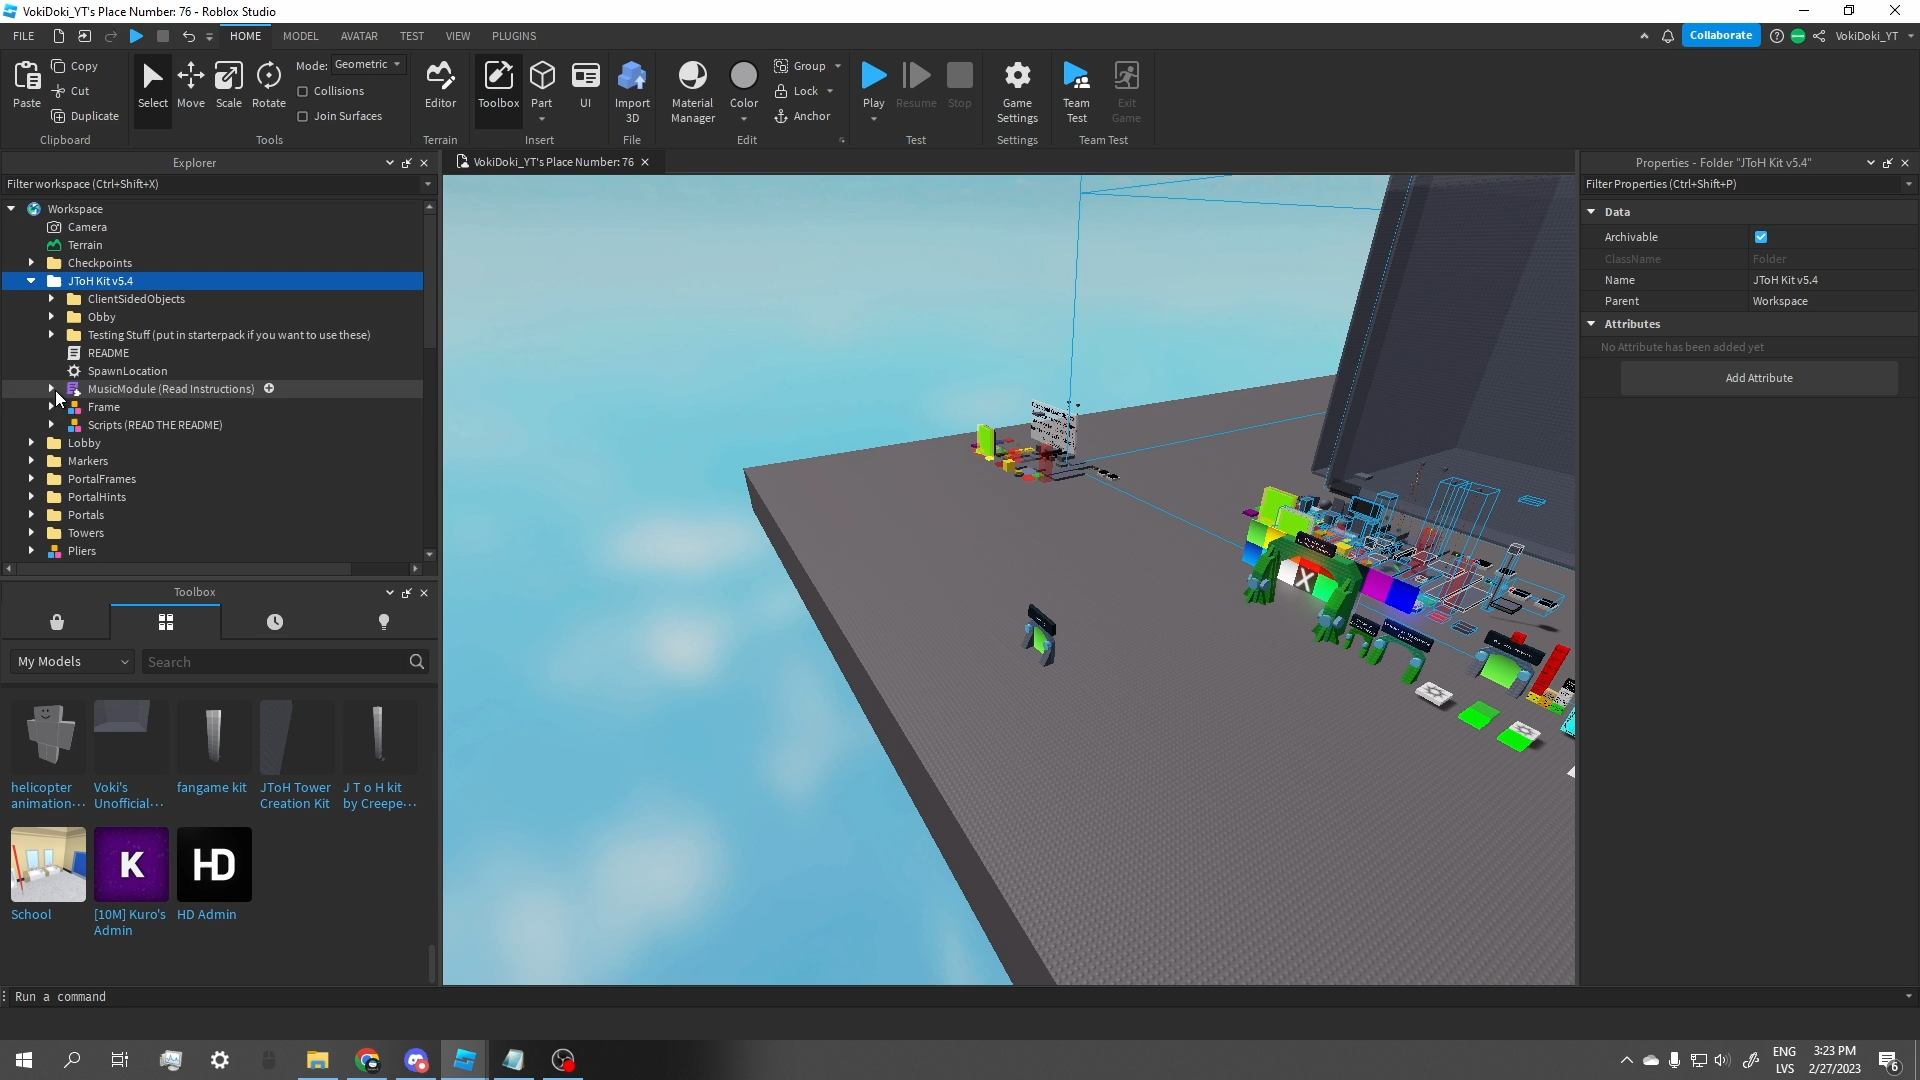 VokiDoki_YT's Place Number: 76 - Roblox Studio
FILE
HOME
MODEL
AVATAR
TEST
VIEW
PLUGINS
Collaborate
VokiDoki_YT
Paste
Copy
Cut
Duplicate
Clipboard
Select
Move
Scale
Rotate
Mode: Geometric
Collisions
Join Surfaces
Tools
Editor
Terrain
Toolbox
Part
UI
Insert
Import 3D
File
Material Manager
Color
Group
Lock
Anchor
Edit
Play
Resume
Stop
Test
Game Settings
Settings
Team Test
Exit Game
Team Test
Explorer
Filter workspace (Ctrl+Shift+X)
Workspace
Camera
Terrain
Checkpoints
JToH Kit v5.4
ClientSidedObjects
Obby
Testing Stuff (put in starterpack if you want to use these)
README
SpawnLocation
MusicModule (Read Instructions)
Frame
Scripts (READ THE README)
Lobby
Markers
PortalFrames
PortalHints
Portals
Towers
Pliers
Toolbox
My Models
Search
helicopter animation...
Voki's Unofficial...
fangame kit
JToH Tower Creation Kit
J T o H kit by Creepe...
School
K
[10M] Kuro's Admin
HD
HD Admin
VokiDoki_YT's Place Number: 76
X
Properties - Folder "JToH Kit v5.4"
Filter Properties (Ctrl+Shift+P)
Data
Archivable
ClassName Folder
Name JToH Kit v5.4
Parent Workspace
Attributes
No Attribute has been added yet
Add Attribute
Run a command
ENG
LVS
3:23 PM
2/27/2023
6